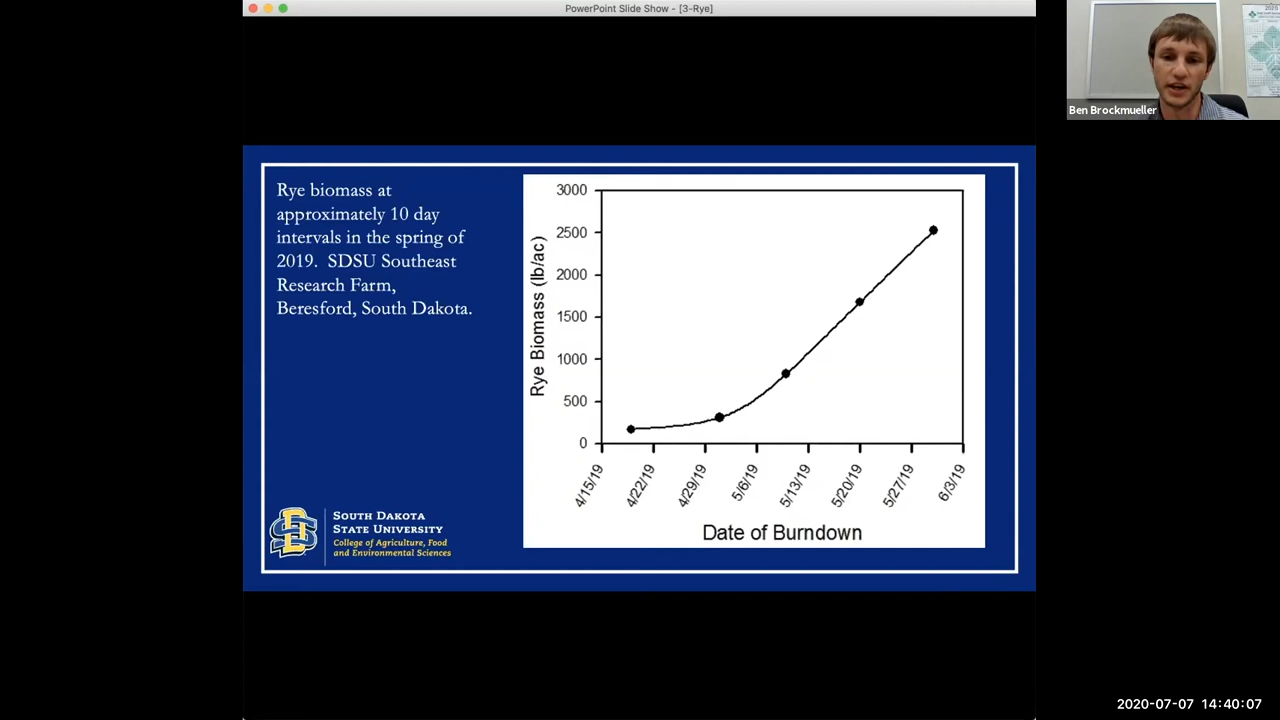 PowerPoint Slide Show - [3-Rye]
Ben Brockmueller
Rye biomass at
approximately 10 day
intervals in the spring of
2019. SDSU Southeast
Research Farm,
Beresford, South Dakota.
Rye Biomass (lb/ac)
3000
2500
2000
1500
1000
500
0
4/15/19
4/22/19
4/29/19
5/6/19
5/13/19
5/20/19
5/27/19
6/3/19
Date of Burndown
SOUTH DAKOTA
STATE UNIVERSITY
College of Agriculture, Food
and Environmental Sciences
2020-07-07 14:40:07